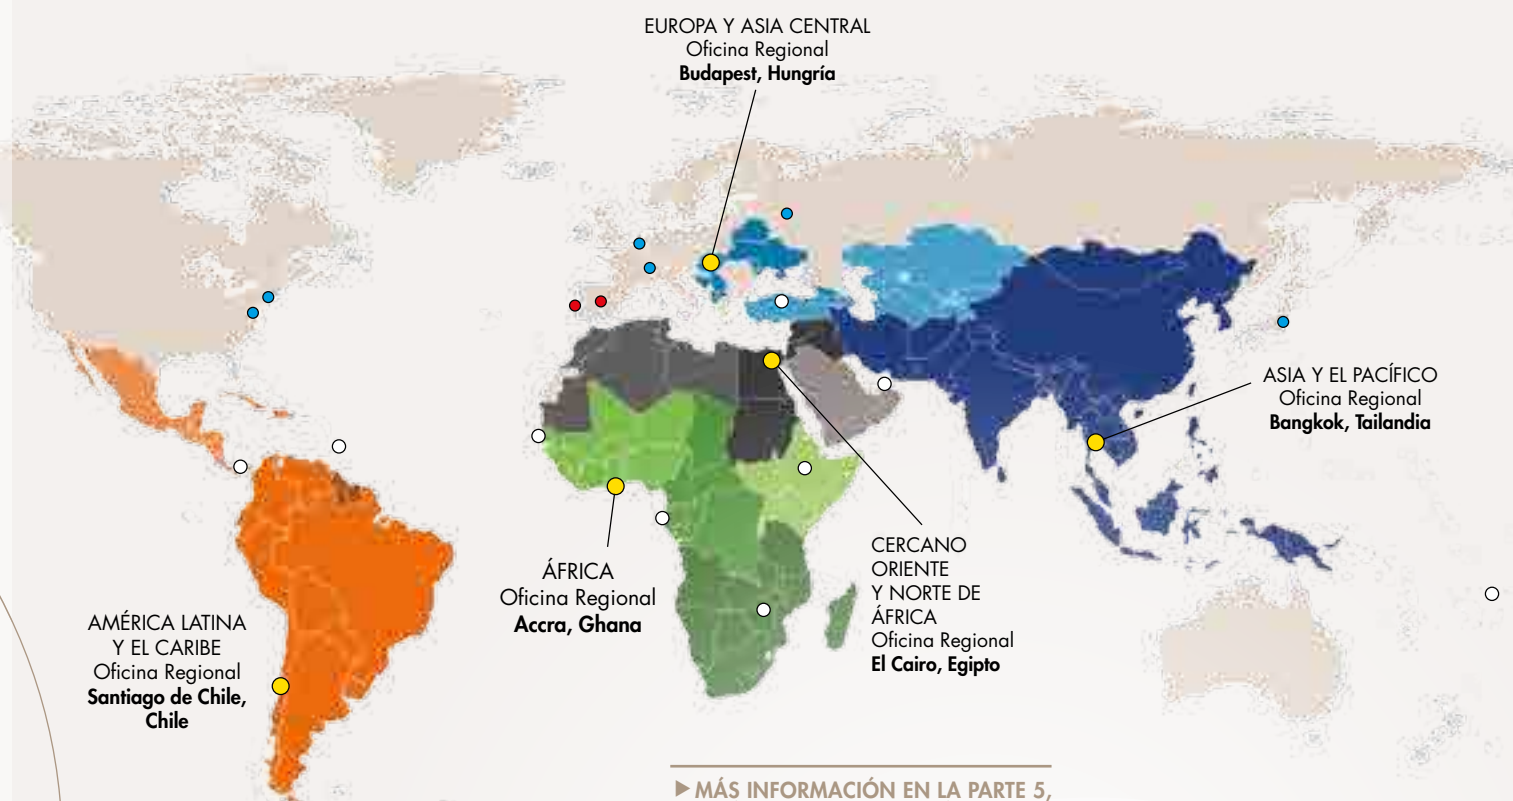 EUROPA Y ASIA CENTRAL
Oficina Regional
Budapest, Hungría
ASIA Y EL PACÍFICO
Oficina Regional
Bangkok, Tailandia
CERCANO
ORIENTE
Y NORTE DE
ÁFRICA
Oficina Regional
El Cairo, Egipto
ÁFRICA
Oficina Regional
Accra, Ghana
AMÉRICA LATINA
Y EL CARIBE
Oficina Regional
Santiago de Chile,
Chile
▶ MÁS INFORMACIÓN EN LA PARTE 5,